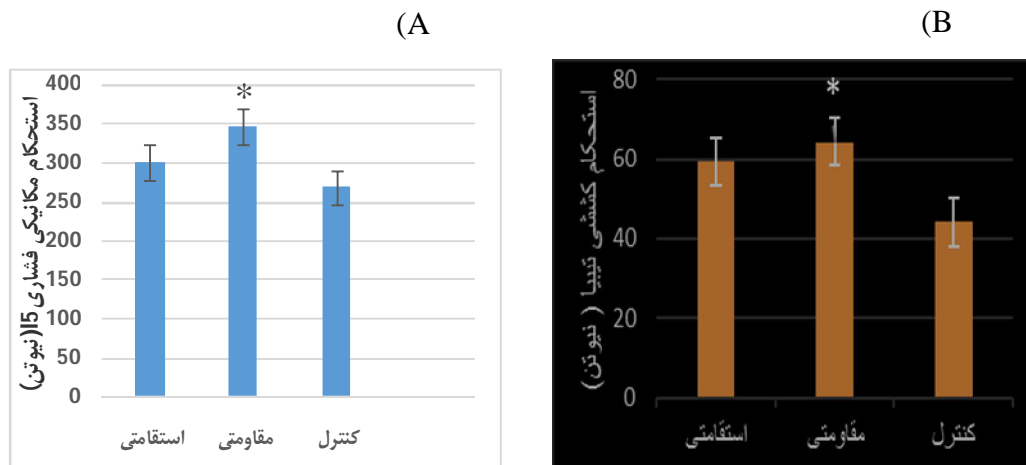 (A
400
350
300
250
200
150
100
50
0
استحکام مکانیکی فشاری l5(نیوتن)
*
استقامتی مقاومتی کنترل
(B
80
60
40
20
0
استحکام کششی تیبیا ( نیوتن)
*
استقامتی مقاومتی کنترل